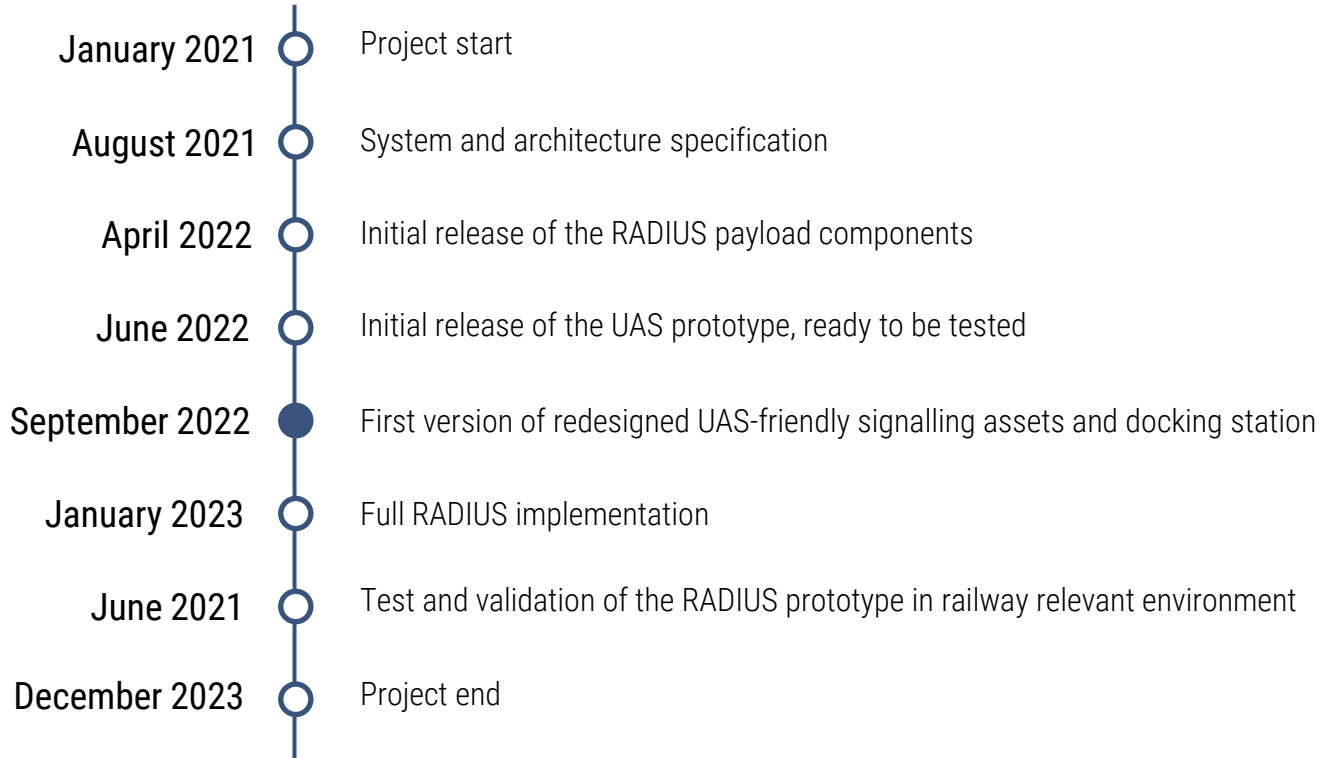 January 2021 Project start
August 2021 System and architecture specification
April 2022 Initial release of the RADIUS payload components
June 2022 Initial release of the UAS prototype, ready to be tested
September 2022 First version of redesigned UAS-friendly signalling assets and docking station
January 2023 Full RADIUS implementation
June 2021 Test and validation of the RADIUS prototype in railway relevant environment
December 2023 Project end